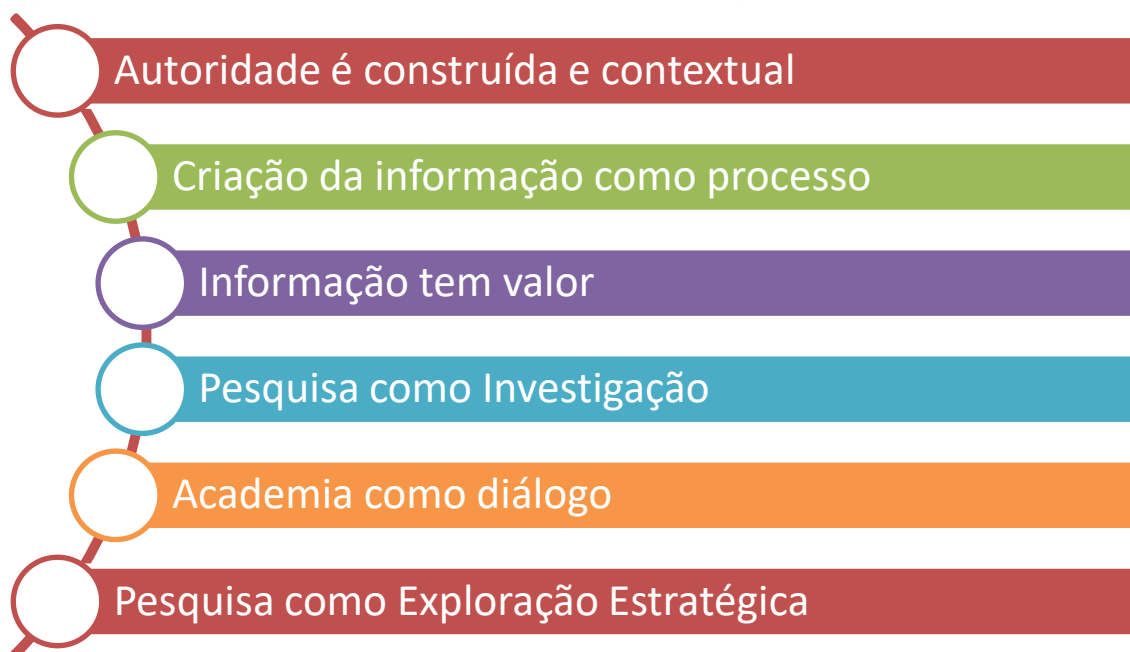 Autoridade é construída e contextual
Criação da informação como processo
Informação tem valor
Pesquisa como Investigação
Academia como diálogo
Pesquisa como Exploração Estratégica